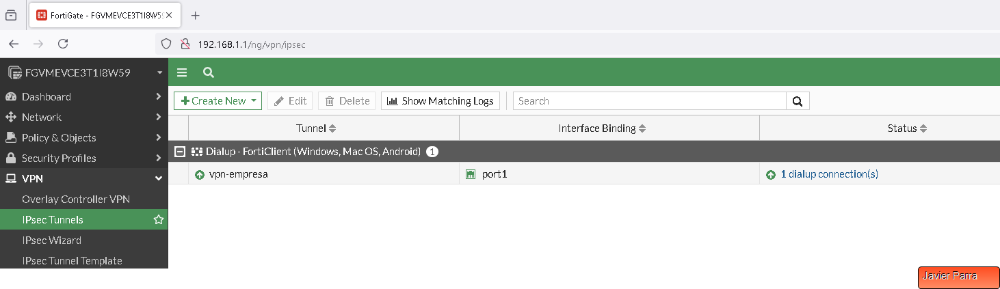 FortiGate - FGVMEVCE3T1I8W59
192.168.1.1/ng/vpn/ipsec
FGVMEVCE3T1I8W59
Dashboard
Network
Policy & Objects
Security Profiles
VPN
Overlay Controller VPN
IPsec Tunnels
IPsec Wizard
IPsec Tunnel Template
Create New Edit Delete Show Matching Logs Search
Tunnel Interface Binding Status
Dialup - FortiClient (Windows, Mac OS, Android) 1
vpn-empresa port1 1 dialup connection(s)
Javier Parra